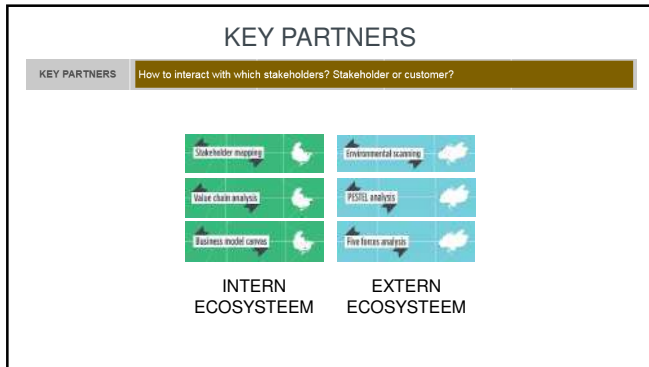 KEY PARTNERS
KEY PARTNERS How to interact with which stakeholders? Stakeholder or customer?
Stakeholder mapping
Value chain analysis
Business model canvas
Environmental scanning
PESTEL analysis
Five forces analysis
INTERN
ECOSYSTEEM
EXTERN
ECOSYSTEEM